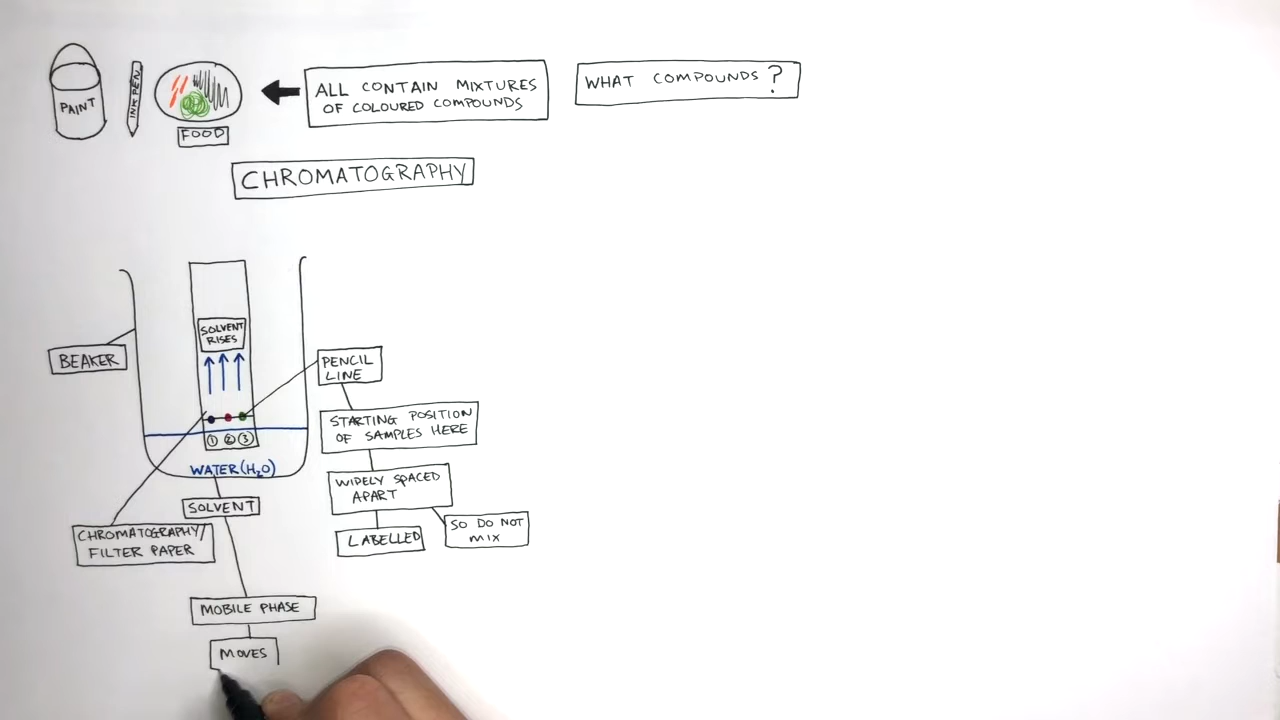 PAINT
INK PEN
FOOD
ALL CONTAIN MIXTURES
OF COLOURED COMPOUNDS
WHAT COMPOUNDS?
CHROMATOGRAPHY
SOLVENT
RISES
BEAKER
PENCIL
LINE
STARTING POSITION
OF SAMPLES HERE
① ② ③
WATER (H₂O)
WIDELY SPACED
APART
SOLVENT
LABELLED
SO DO NOT
MIX
CHROMATOGRAPHY/
FILTER PAPER
MOBILE PHASE
MOVES